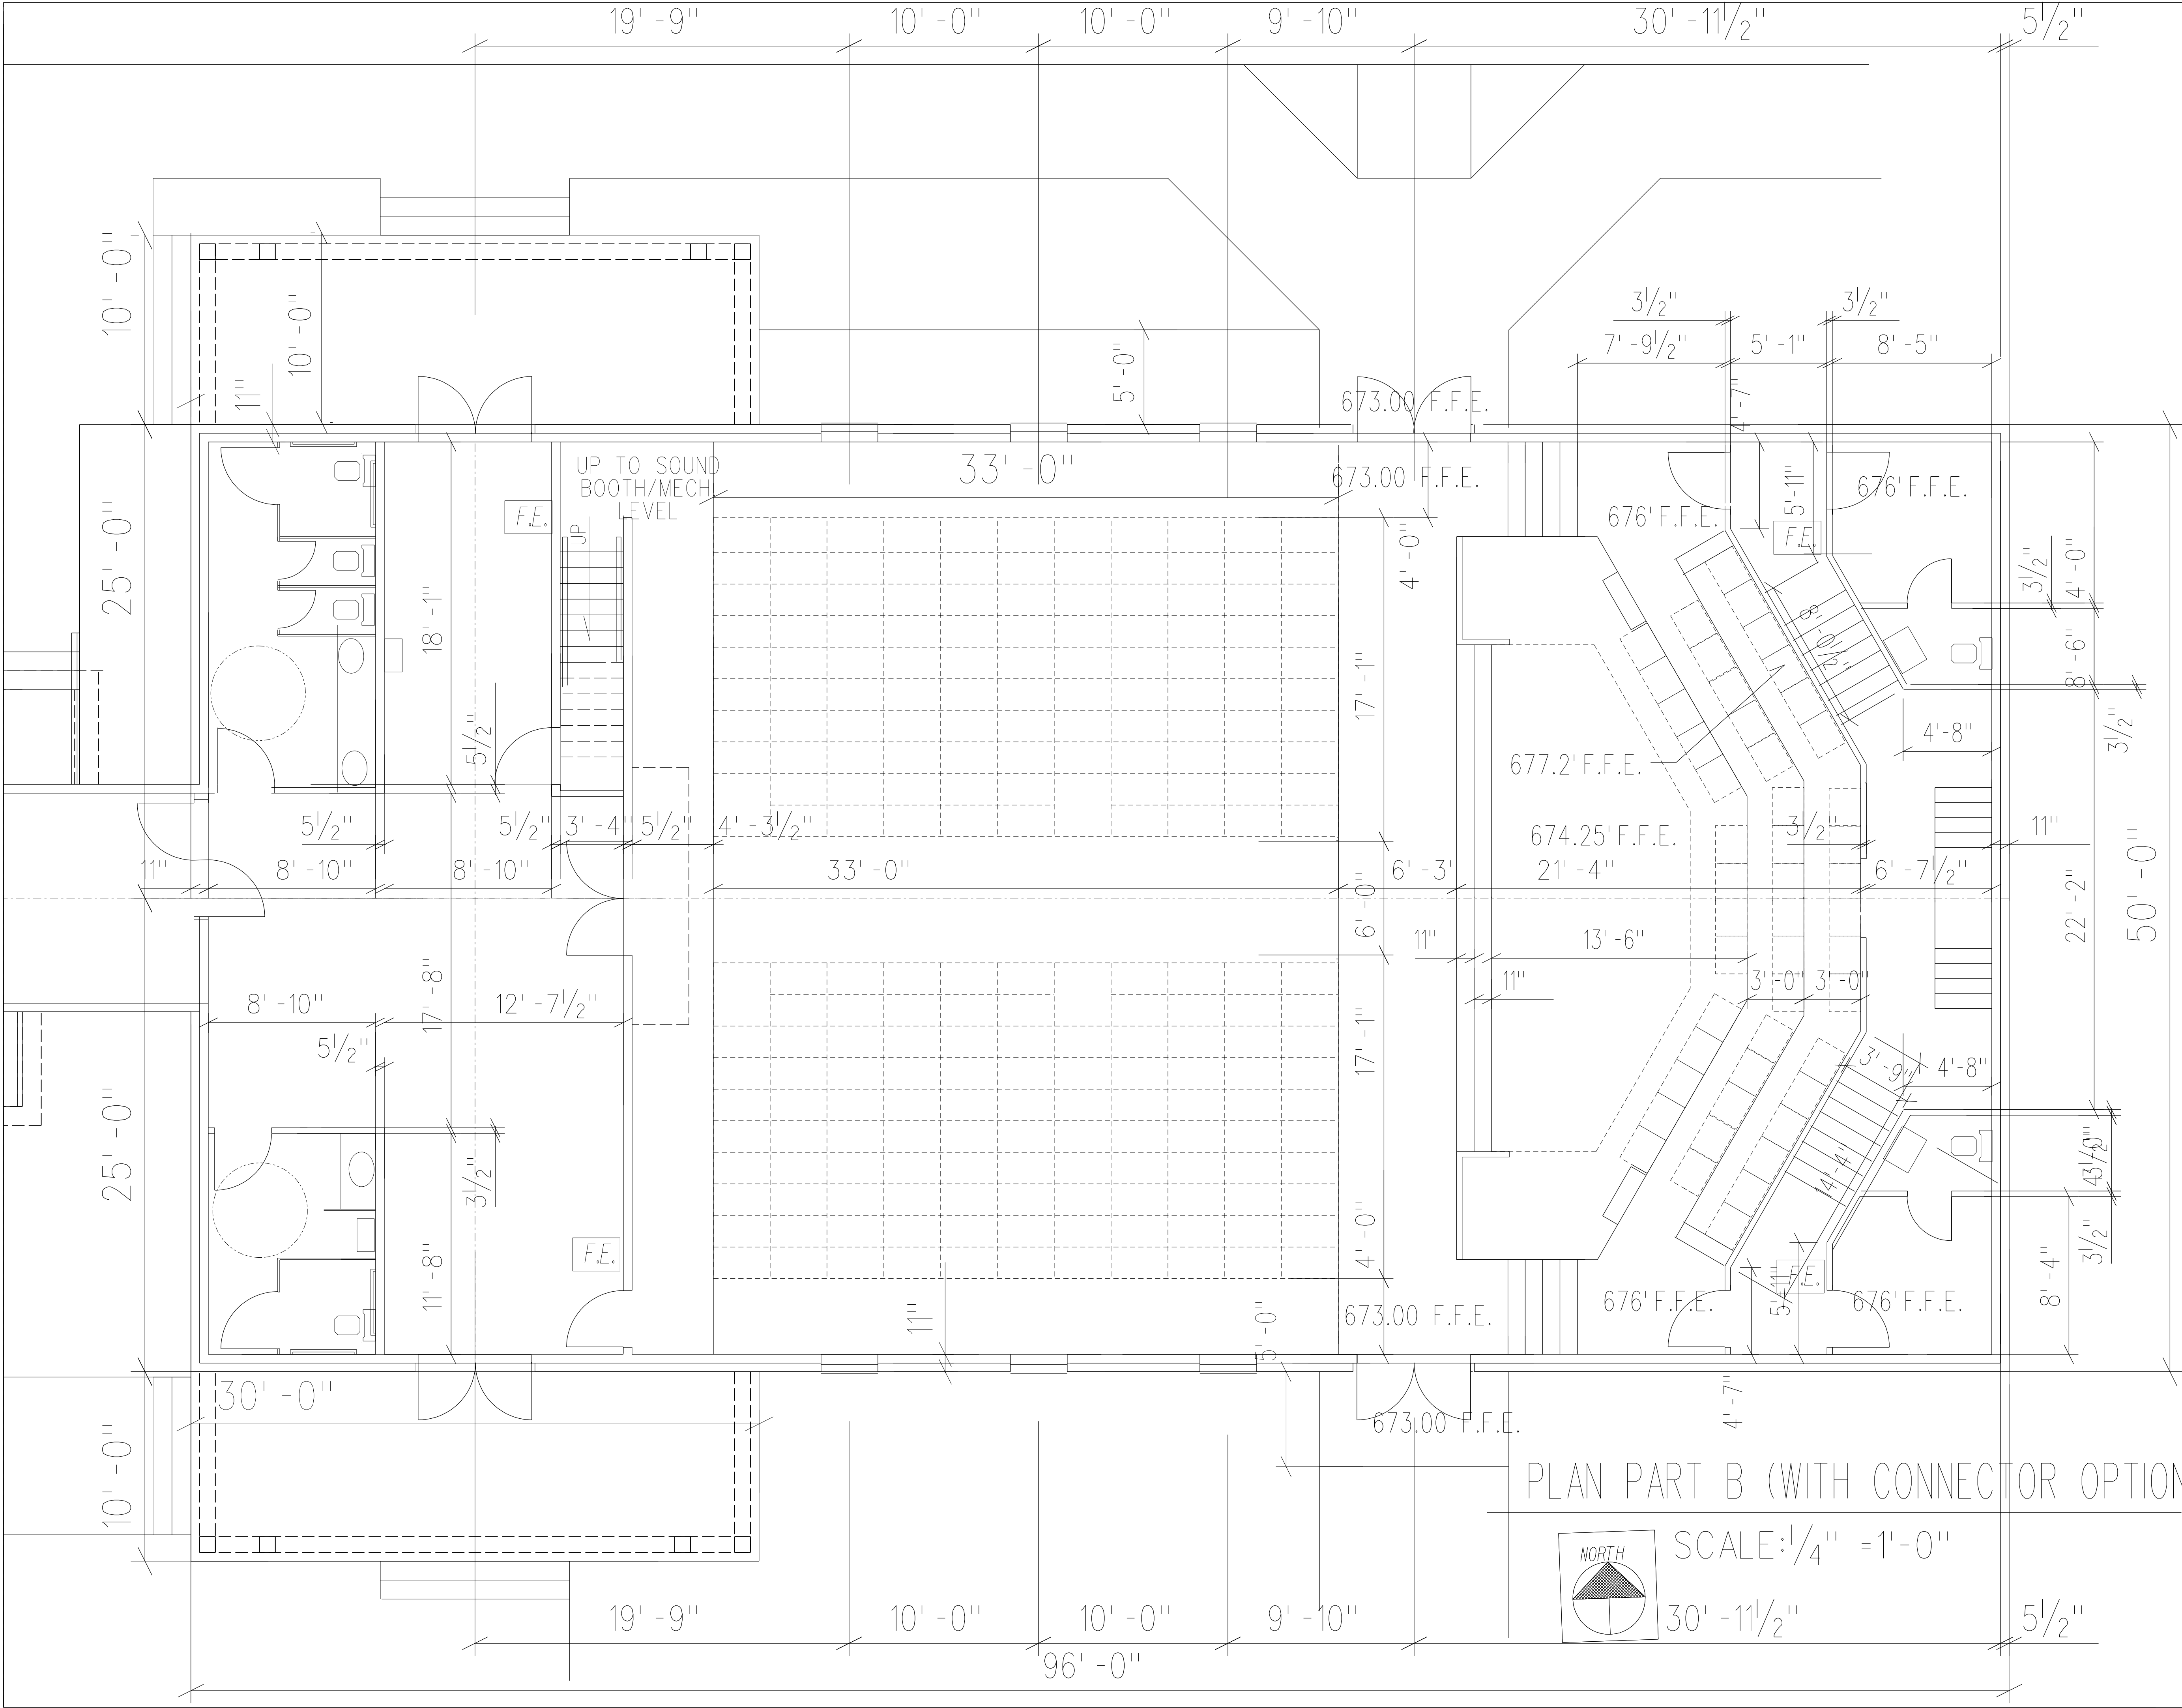 19'-9" 10'-0" 10'-0" 9'-10" 30'-11 1/2" 5 1/2"
3 1/2" 3 1/2"
7'-9 1/2" 5'-1" 8'-5"
10'-0"
10'-0"
11"
5'-0"
4'-7"
673.00 F.F.E.
UP TO SOUND
BOOTH/MECH
LEVEL
33'-0"
673.00 F.F.E.
5'-11"
676' F.F.E.
F.E.
676' F.F.E.
F.E.
UP
25'-0"
4'-0"
3 1/2"
4'-0"
18'-1"
8'-6"
17'-1"
5 1/2"
3 1/2"
4'-8"
677.2' F.F.E.
5 1/2" 5 1/2" 3'-4" 5 1/2" 4'-3 1/2"
674.25' F.F.E.
3 1/2"
11"
11" 8'-10" 8'-10" 33'-0" 6'-3" 21'-4" 6'-7 1/2"
6'-0"
22'-2"
50'-0"
11" 13'-6"
17'-8"
11"
3'-0" 3'-0"
8'-10" 12'-7 1/2"
5 1/2"
17'-1"
3'-9"
4'-8"
25'-0"
3 1/2"
14'-4"
3 1/2"
4'-0"
3 1/2"
F.E.
11'-8"
8'-4"
F.E.
676' F.F.E.
5'-11"
676' F.F.E.
11"
5'-0"
673.00 F.F.E.
30'-0"
4'-7"
673.00 F.F.E.
10'-0"
PLAN PART B (WITH CONNECTOR OPTION
SCALE: 1/4" =1'-0"
NORTH
19'-9" 10'-0" 10'-0" 9'-10" 30'-11 1/2" 5 1/2"
96'-0"